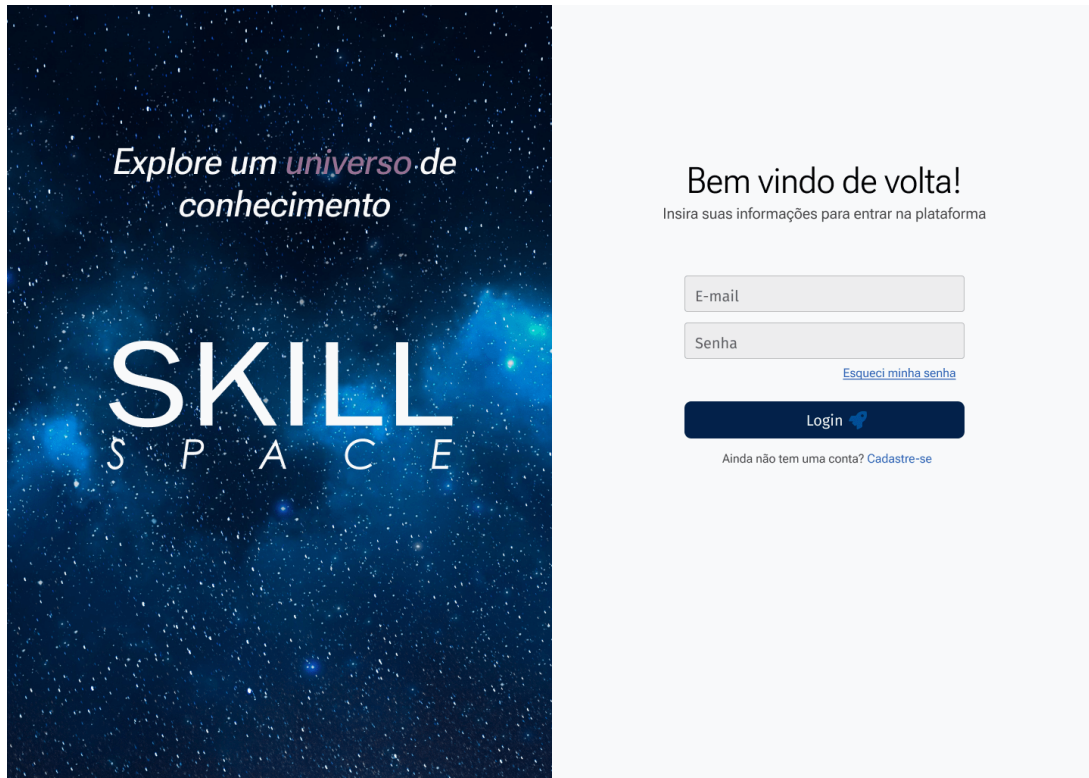 Explore um universo de
conhecimento
SKILL
SPACE
Bem vindo de volta!
Insira suas informações para entrar na plataforma
E-mail
Senha
Esqueci minha senha
Login
Ainda não tem uma conta? Cadastre-se